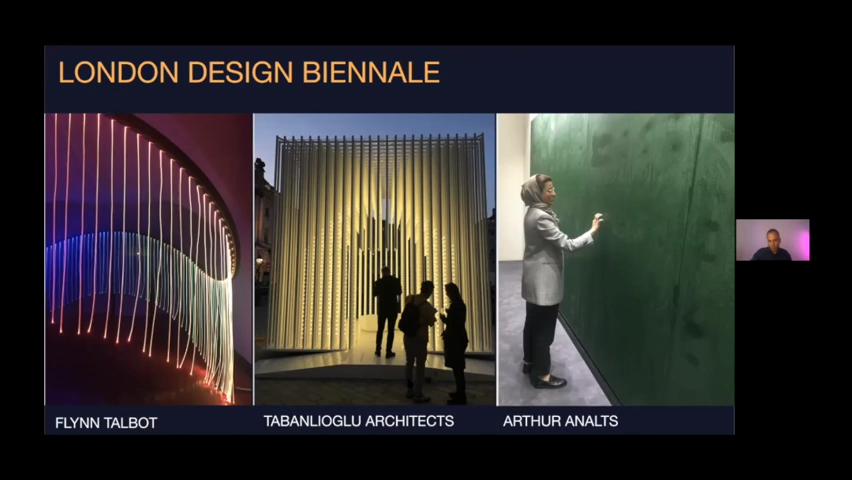 LONDON DESIGN BIENNALE
FLYNN TALBOT
TABANLIOGLU ARCHITECTS
ARTHUR ANALTS